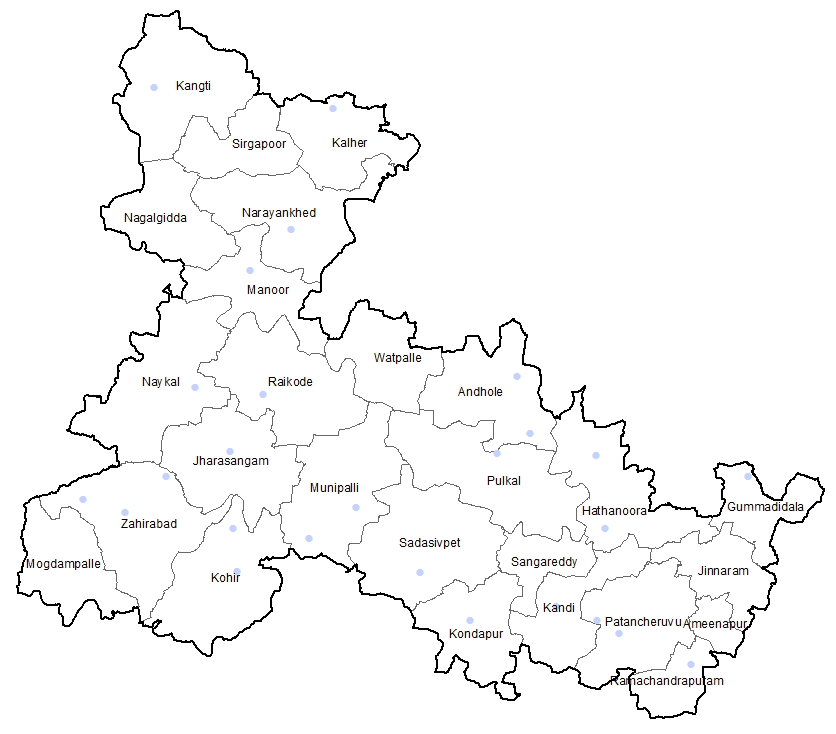 Kangti
Sirgapoor
Kalher
Nagalgidda
Narayankhed
Manoor
Watpalle
Naykal
Raikode
Andhole
Jharasangam
Munipalli
Pulkal
Gummadidala
Hathanoora
Zahirabad
Sadasivpet
Mogdampalle
Sangareddy
Jinnaram
Kohir
Kandi
Patancheruvu
Ameenapur
Kondapur
Ramachandrapuram